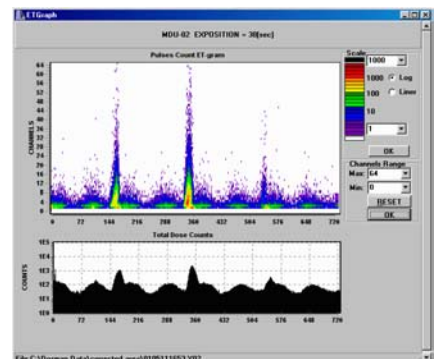 ETGraph
MDU-02 EXPOSITION = 30[sec]
Pulses Count ET-gram
CHANNELS
64
60
56
52
48
44
40
36
32
28
24
20
16
12
8
4
0
0 72 144 216 288 360 432 504 576 648 720
Scale
1000
1000
100
10
Log
Liner
1
OK
Channels Range
Max: 64
Min: 0
RESET
OK
Total Dose Counts
COUNTS
1E5
1E4
1E3
1E2
1E1
1E0
0 72 144 216 288 360 432 504 576 648 720